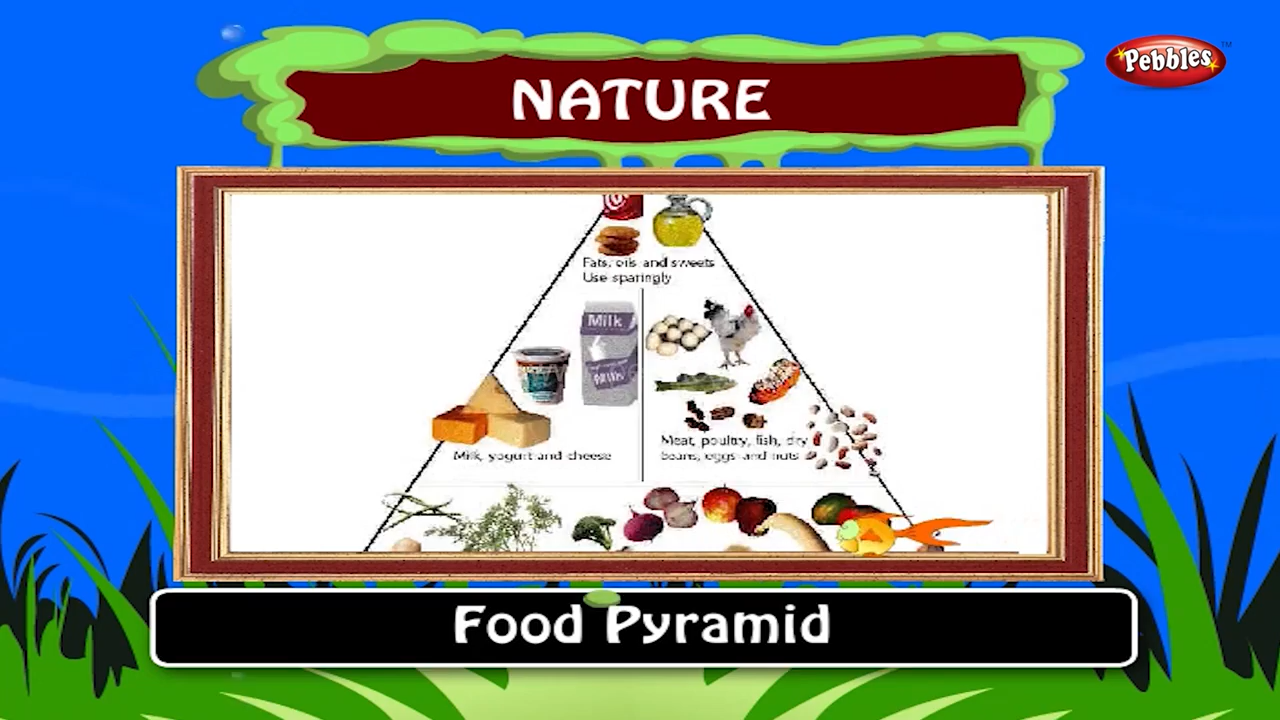 NATURE
Pebbles™
Fats, oils and sweets
Use sparingly
Milk
Milk, yogurt and cheese
Meat, poultry, fish, dry
beans, eggs and nuts
Food Pyramid